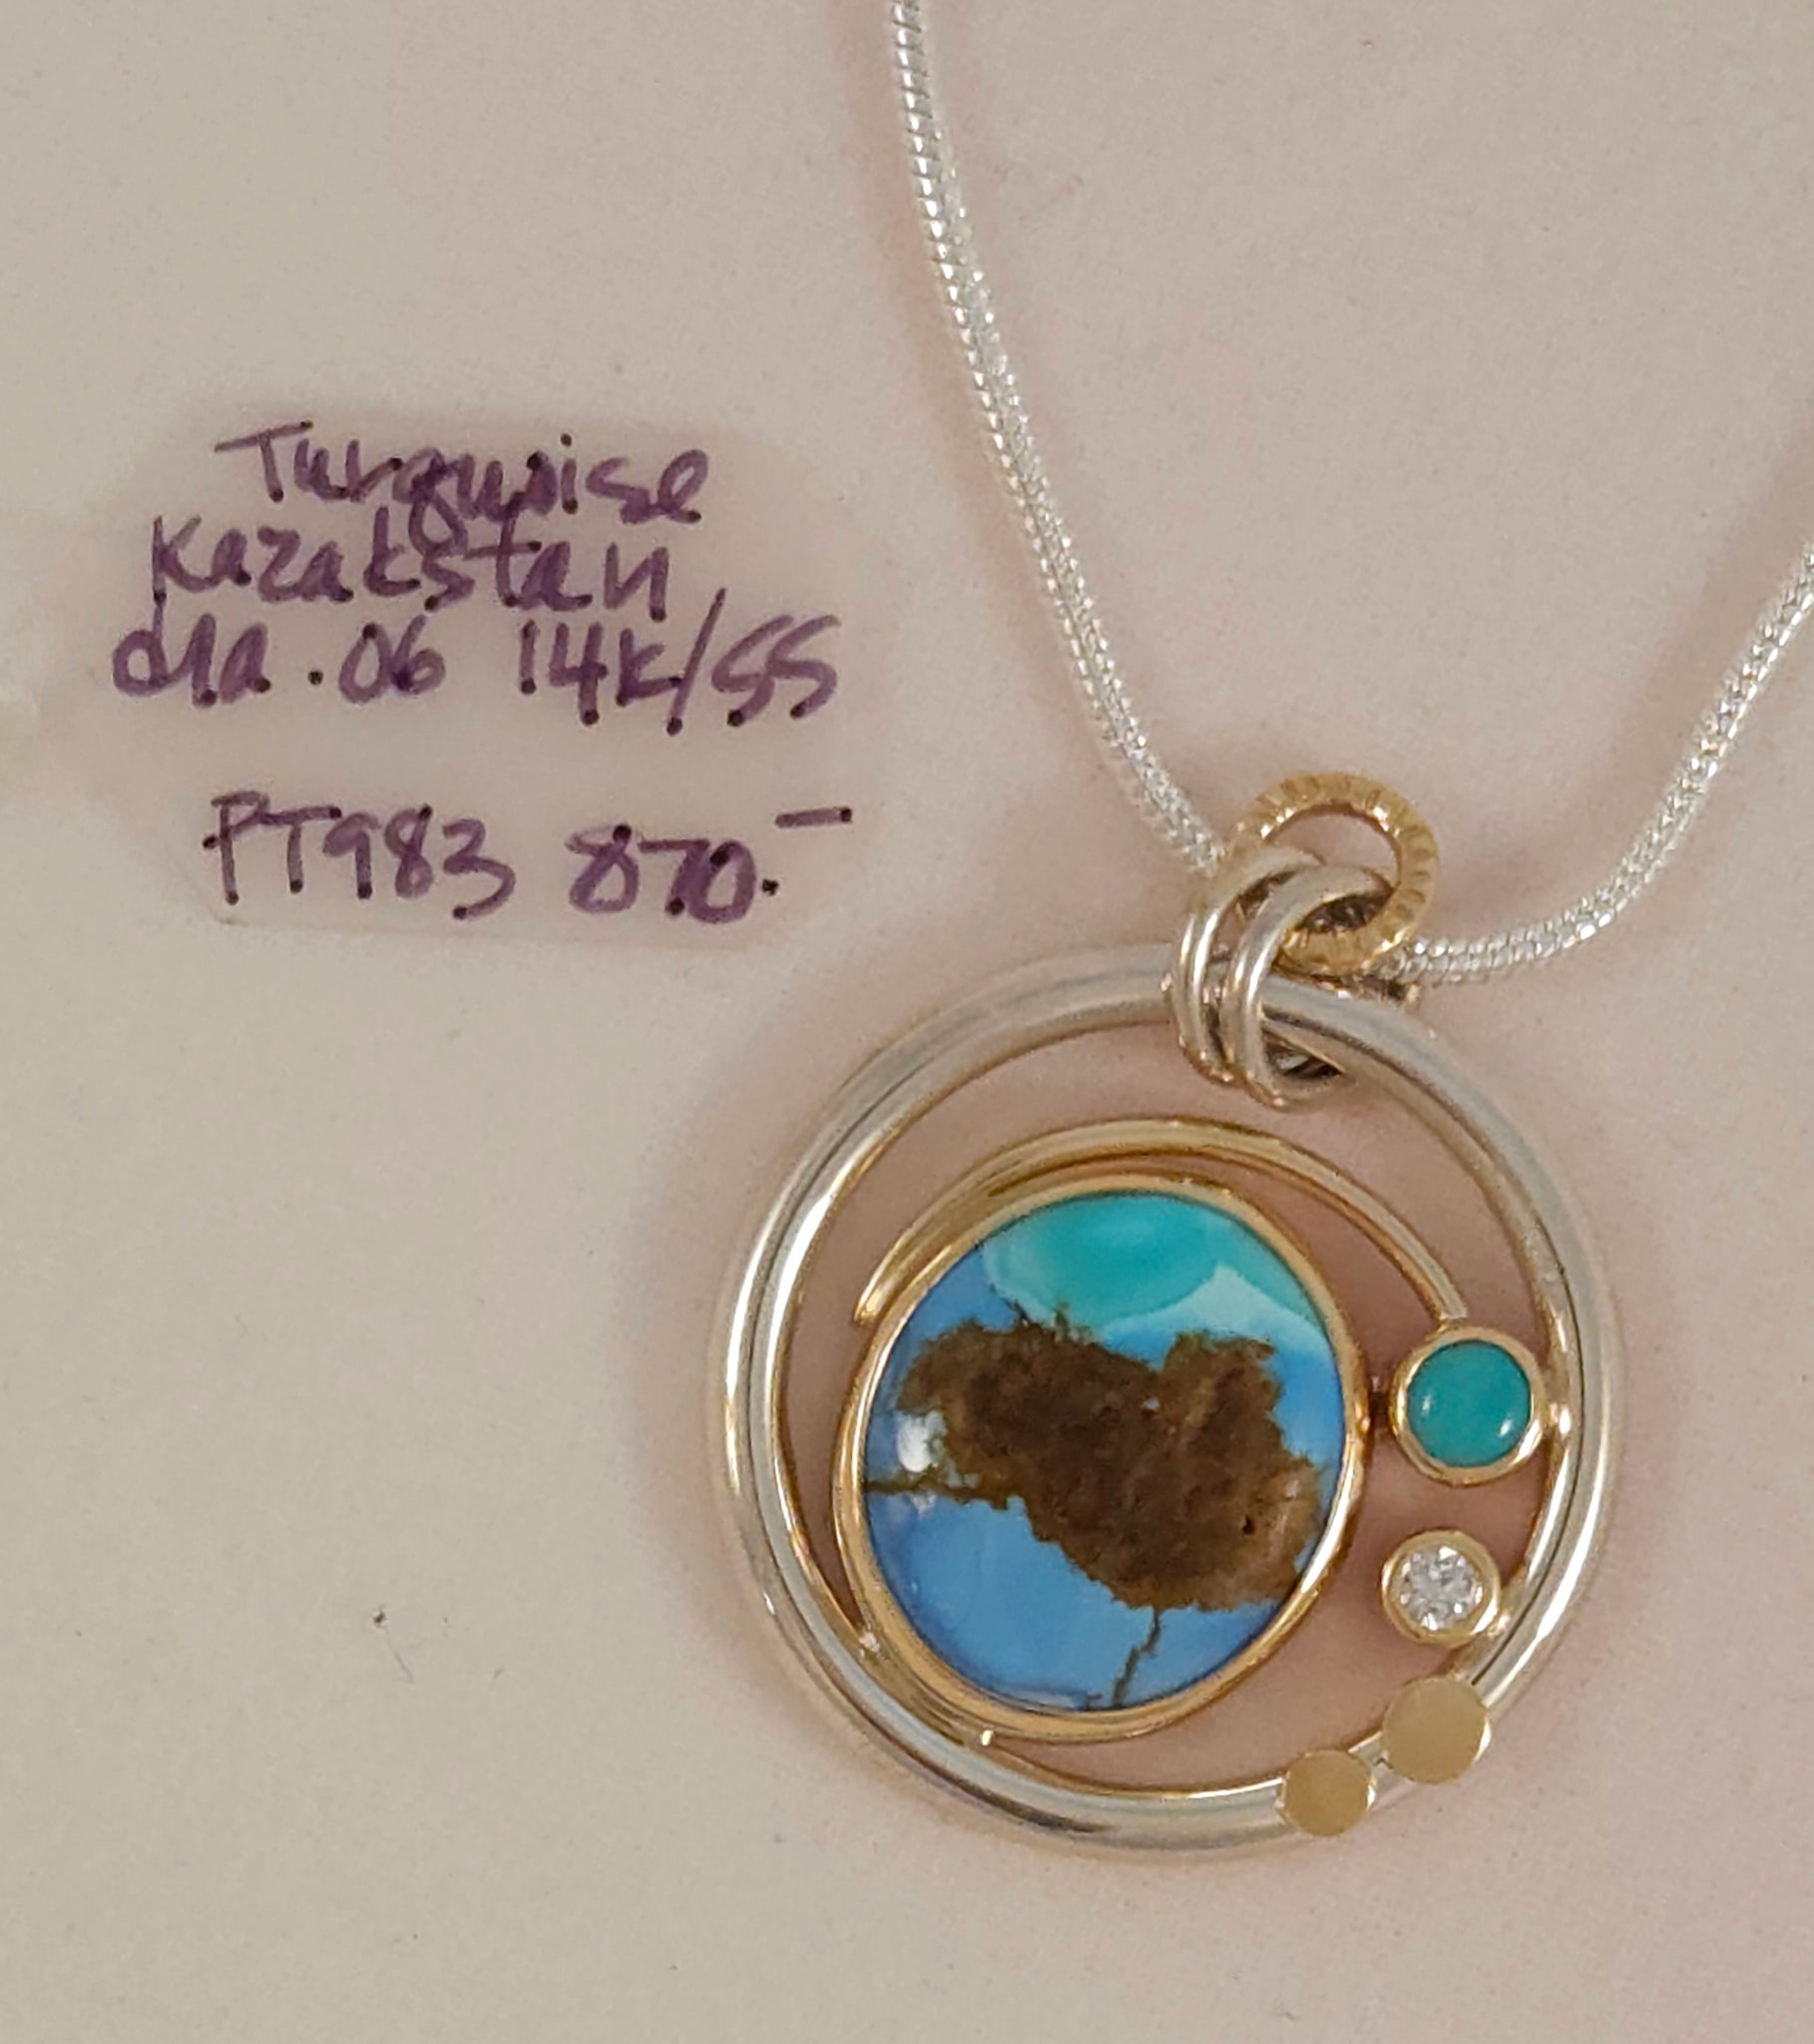 Turquoise
Kazakstan
dia .06 14k/SS
PT983 870.-